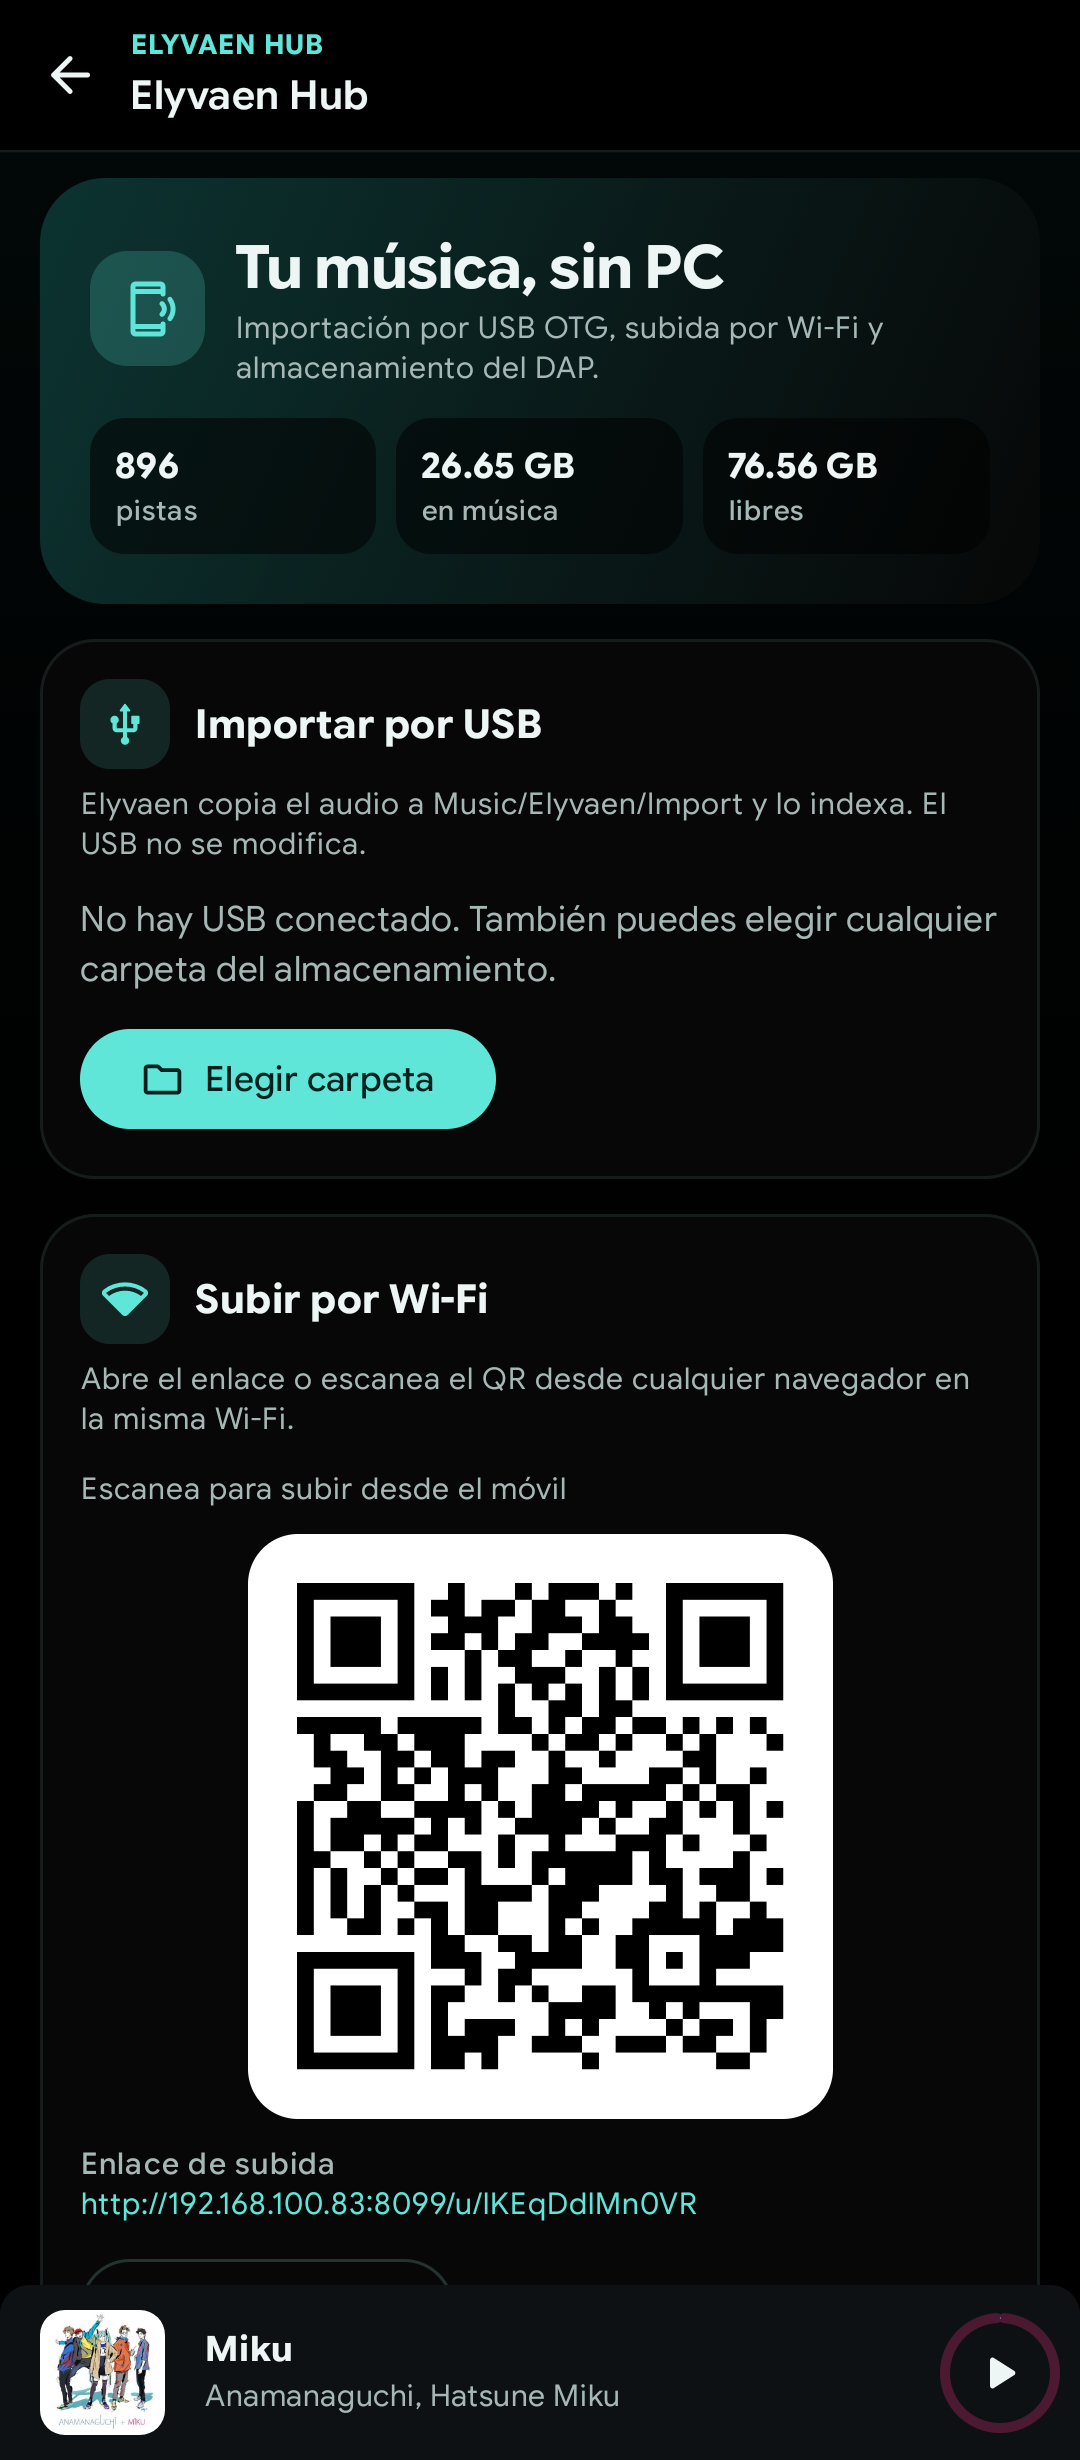 ELYVAEN HUB
Elyvaen Hub
Tu música, sin PC
Importación por USB OTG, subida por Wi-Fi y
almacenamiento del DAP.
896
pistas
26.65 GB
en música
76.56 GB
libres
Importar por USB
Elyvaen copia el audio a Music/Elyvaen/Import y lo indexa. El
USB no se modifica.
No hay USB conectado. También puedes elegir cualquier
carpeta del almacenamiento.
Elegir carpeta
Subir por Wi-Fi
Abre el enlace o escanea el QR desde cualquier navegador en
la misma Wi-Fi.
Escanea para subir desde el móvil
Enlace de subida
http://192.168.100.83:8099/u/lKEqDdlMn0VR
Miku
Anamanaguchi, Hatsune Miku
ANAMANAGUCHI + MIKU